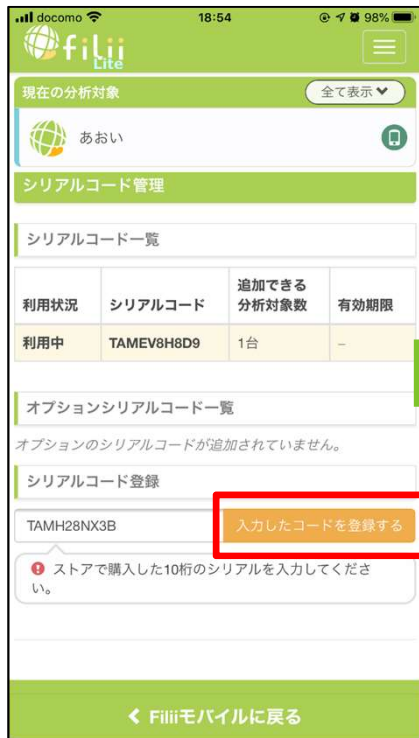 docomo 18:54 98%
filii
Lite
現在の分析対象 全て表示
あおい
シリアルコード管理
シリアルコード一覧
利用状況 シリアルコード 追加できる分析対象数 有効期限
利用中 TAMEV8H8D9 1台 –
オプションシリアルコード一覧
オプションのシリアルコードが追加されていません。
シリアルコード登録
TAMH28NX3B 入力したコードを登録する
ストアで購入した10桁のシリアルを入力してくださ
い。
Filiiモバイルに戻る